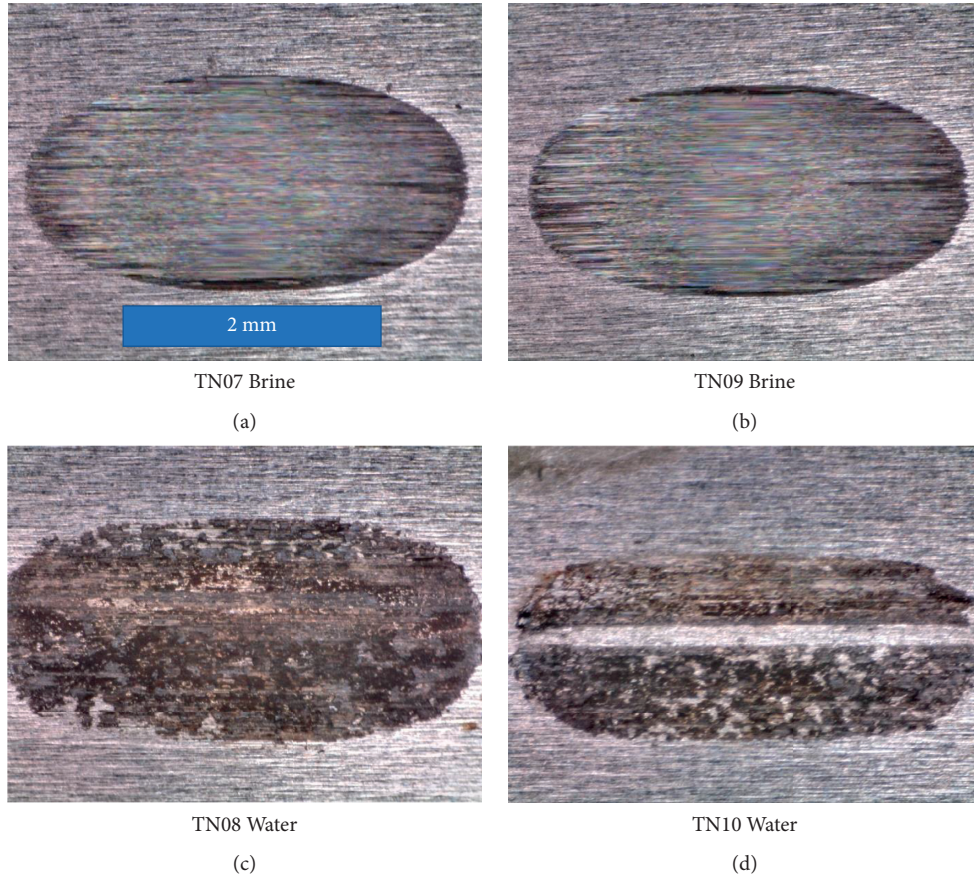 2 mm
TN07 Brine
(a)
TN09 Brine
(b)
TN08 Water
(c)
TN10 Water
(d)